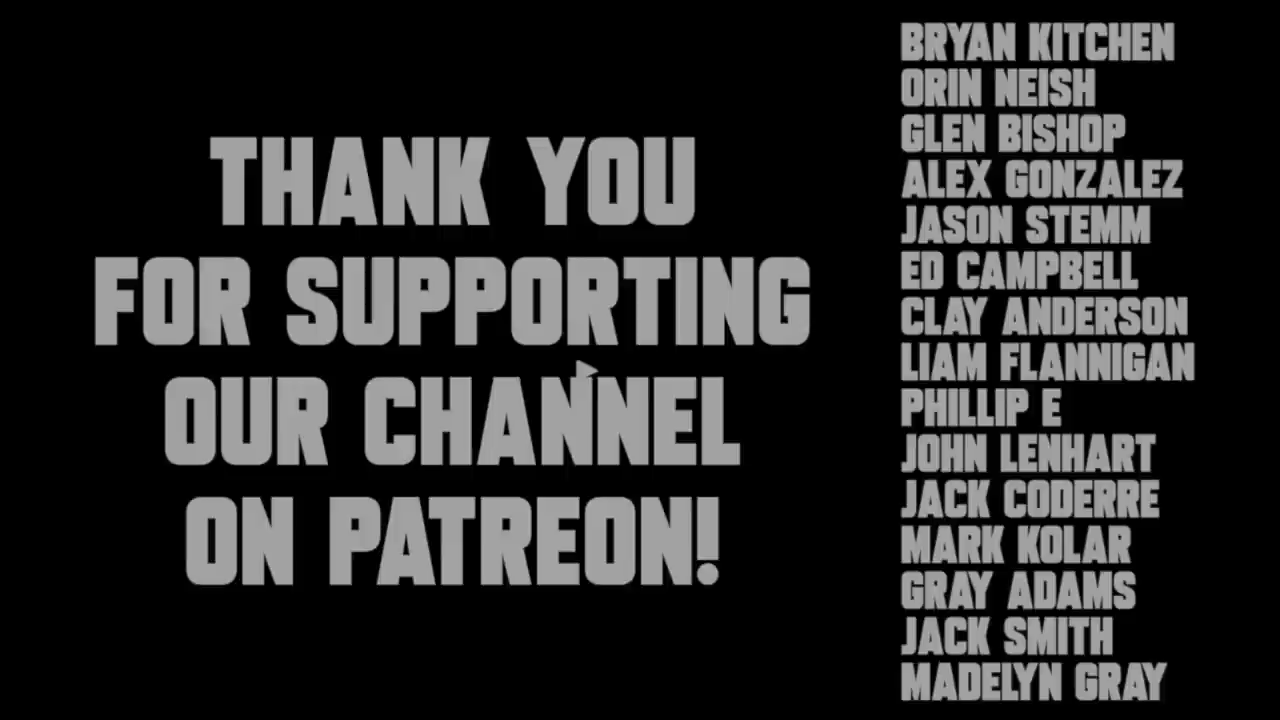 THANK YOU
FOR SUPPORTING
OUR CHANNEL
ON PATREON!
BRYAN KITCHEN
ORIN NEISH
GLEN BISHOP
ALEX GONZALEZ
JASON STEMM
ED CAMPBELL
CLAY ANDERSON
LIAM FLANNIGAN
PHILLIP E
JOHN LENHART
JACK CODERRE
MARK KOLAR
GRAY ADAMS
JACK SMITH
MADELYN GRAY